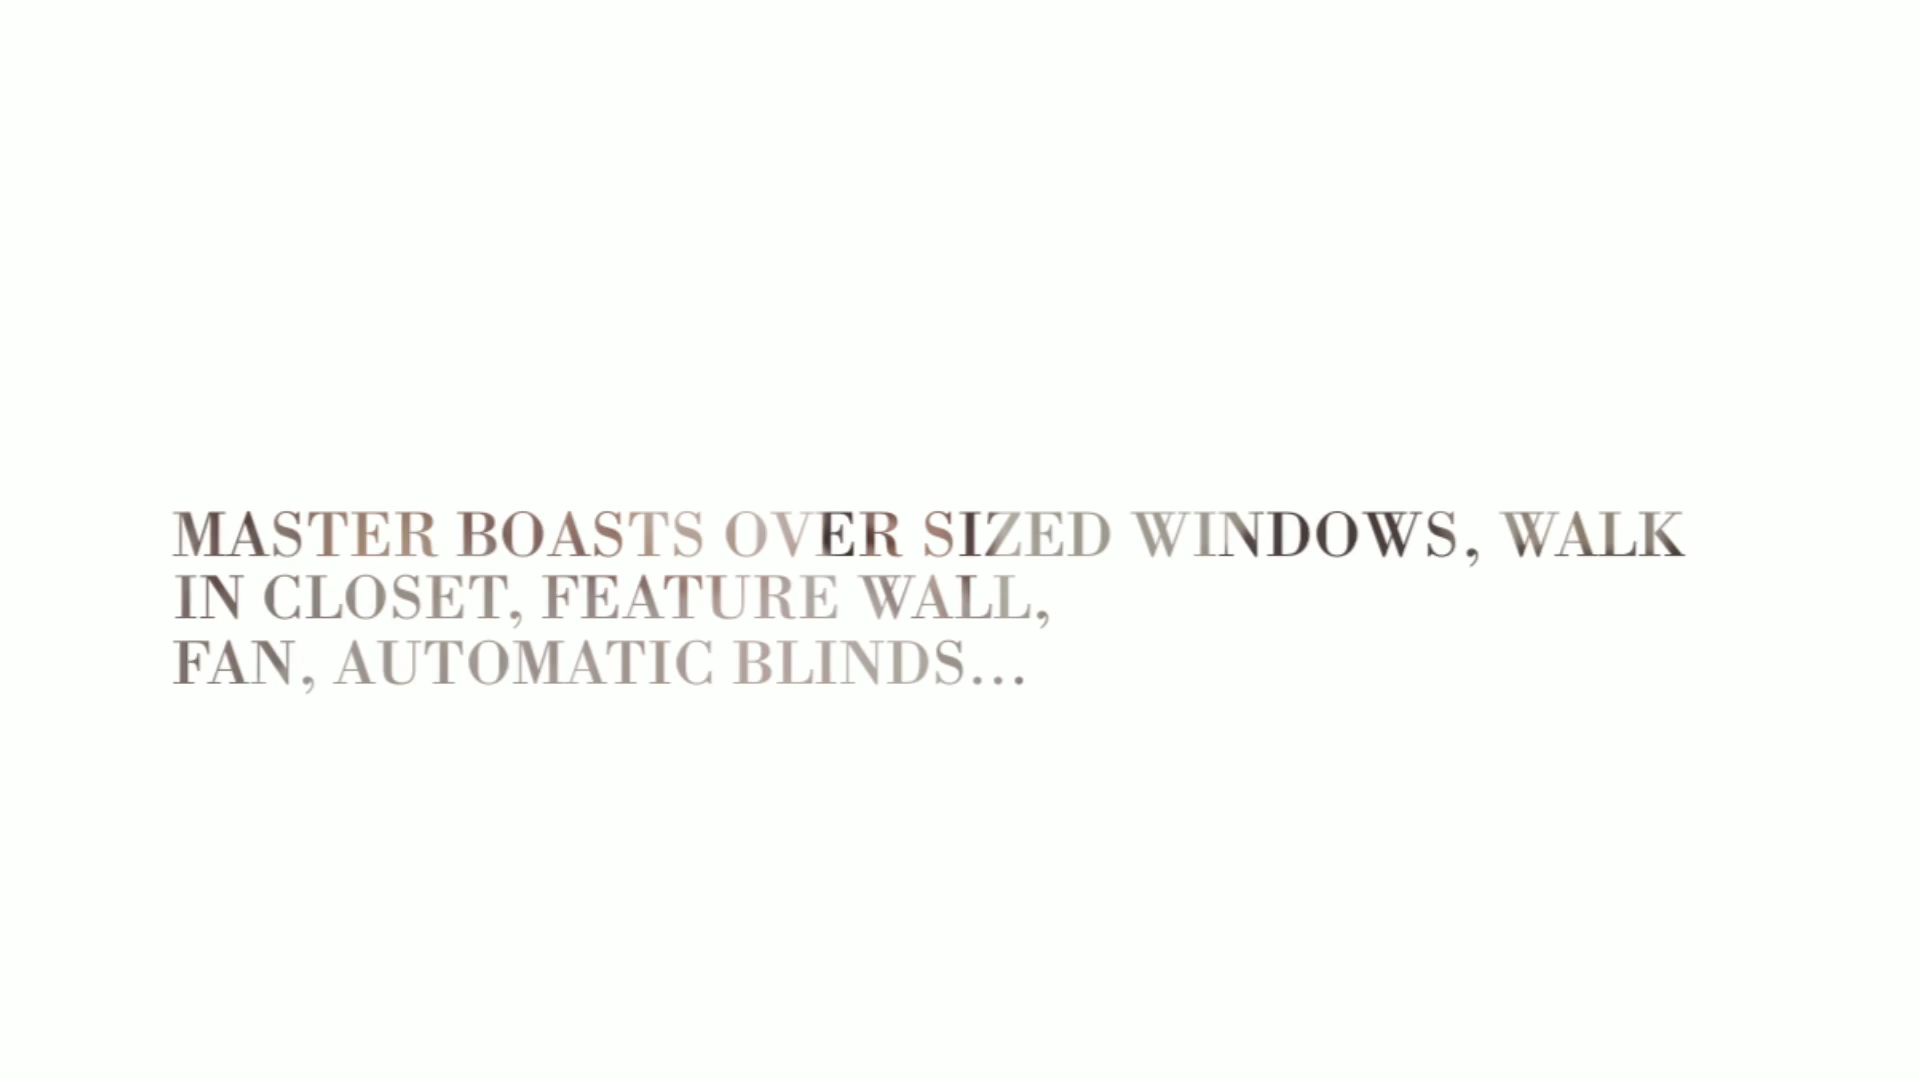 MASTER BOASTS OVER SIZED WINDOWS, WALK
IN CLOSET, FEATURE WALL,
FAN, AUTOMATIC BLINDS...